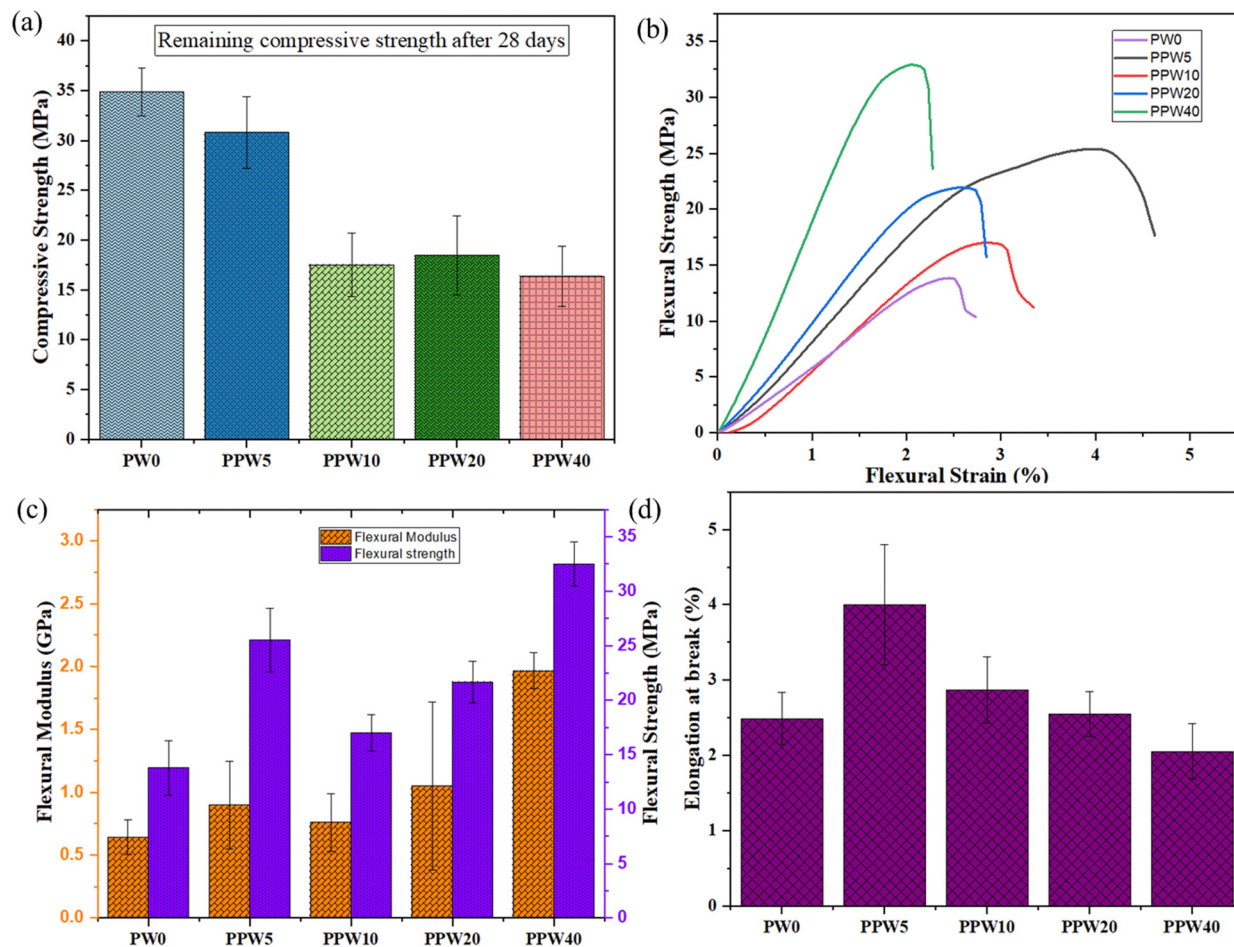 (a)
Remaining compressive strength after 28 days
Compressive Strength (MPa)
40
35
30
25
20
15
10
5
0
PW0 PPW5 PPW10 PPW20 PPW40
(b)
PW0
PPW5
PPW10
PPW20
PPW40
Flexural Strength (MPa)
35
30
25
20
15
10
5
0
0 1 2 3 4 5
Flexural Strain (%)
(c)
Flexural Modulus
Flexural strength
Flexural Modulus (GPa)
3.0
2.5
2.0
1.5
1.0
0.5
0.0
35
30
25
20
15
10
5
0
Flexural Strength (MPa)
PW0 PPW5 PPW10 PPW20 PPW40
(d)
Elongation at break (%)
5
4
3
2
1
0
PW0 PPW5 PPW10 PPW20 PPW40